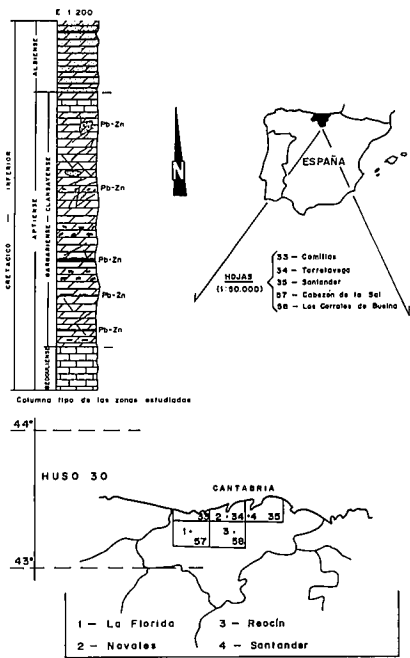 E 1:200
ALBIENSE
CRETACICO INFERIOR
APTIENSE
BARBARIENSE - CLANSAYENSE
BEDOULIENSE
Pb-Zn
Pb-Zn
Pb-Zn
Pb-Zn
Columna tipo de las zonas estudiadas
N
ESPAÑA
HOJAS
(1:50.000)
33 - Comillas
34 - Torrelavega
35 - Santander
57 - Cabezón de la Sal
58 - Los Corrales de Buelna
44°
HUSO 30
CANTABRIA
33 2 34 4 35
1 3
57 58
43°
1 - La Florida
2 - Novales
3 - Reocín
4 - Santander